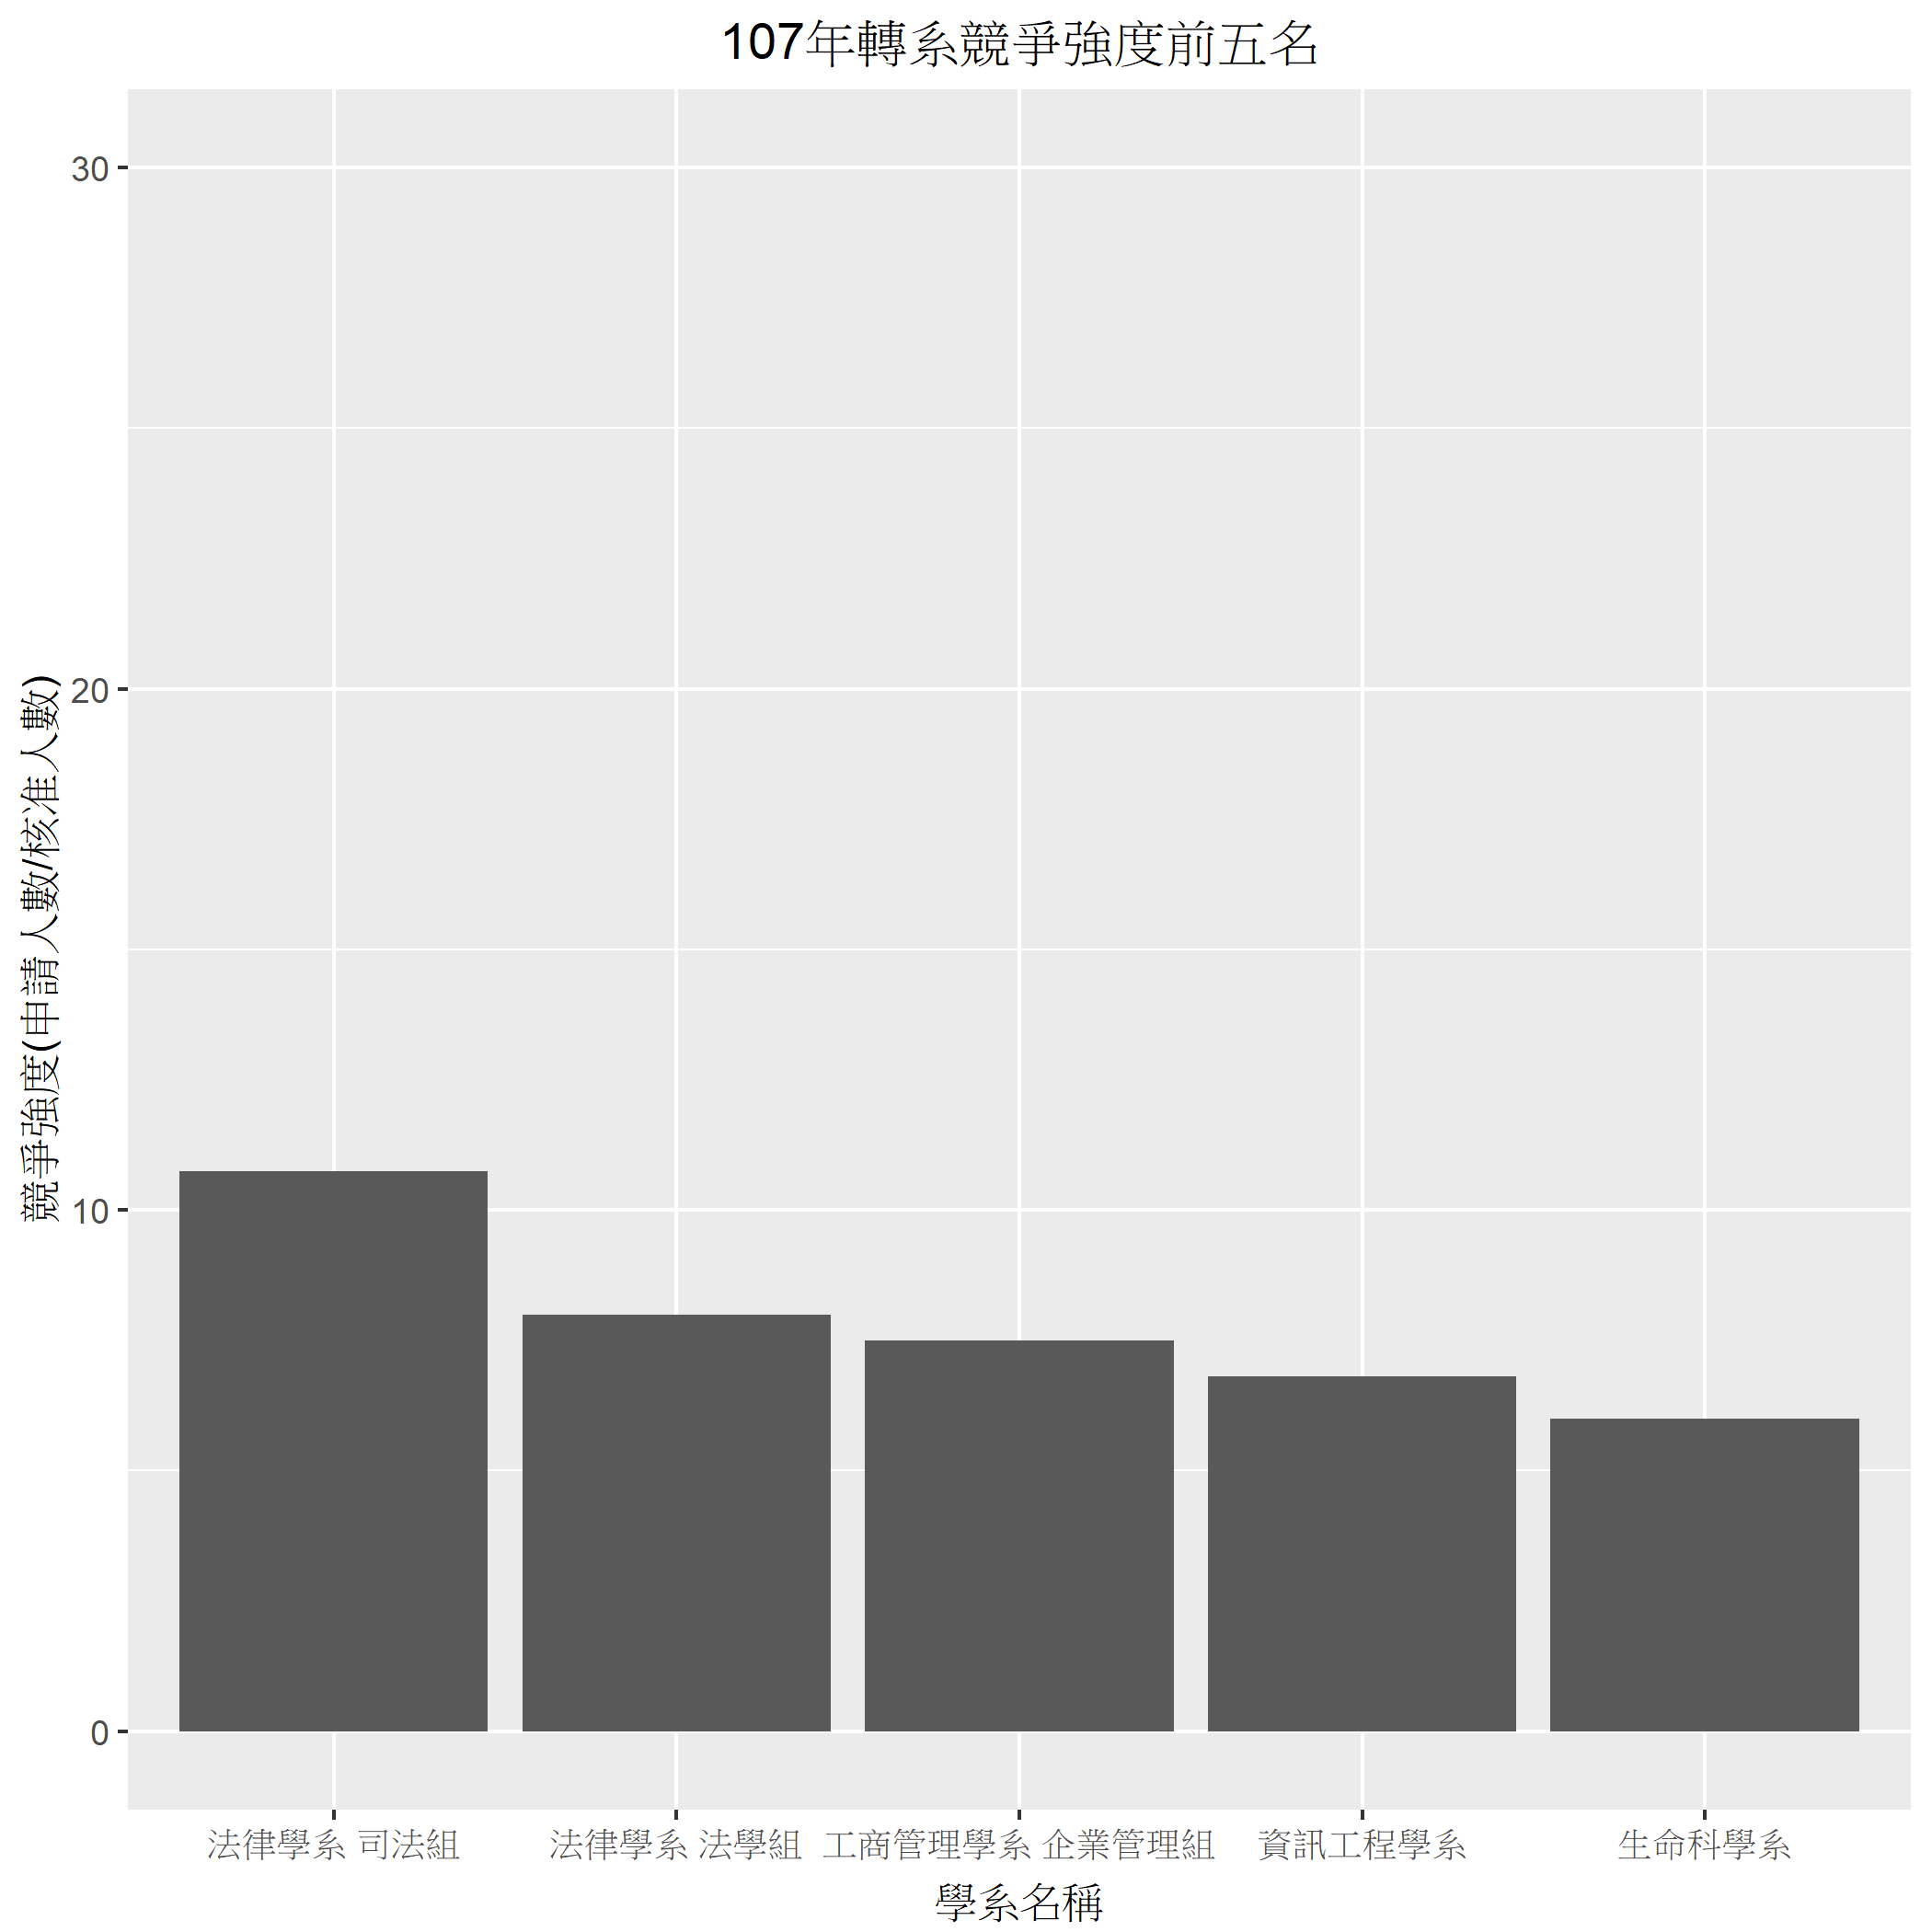 107年轉系競爭強度前五名
競爭強度(申請人數/核准人數)
30
20
10
0
法律學系 司法組
法律學系 法學組
工商管理學系 企業管理組
資訊工程學系
生命科學系
學系名稱